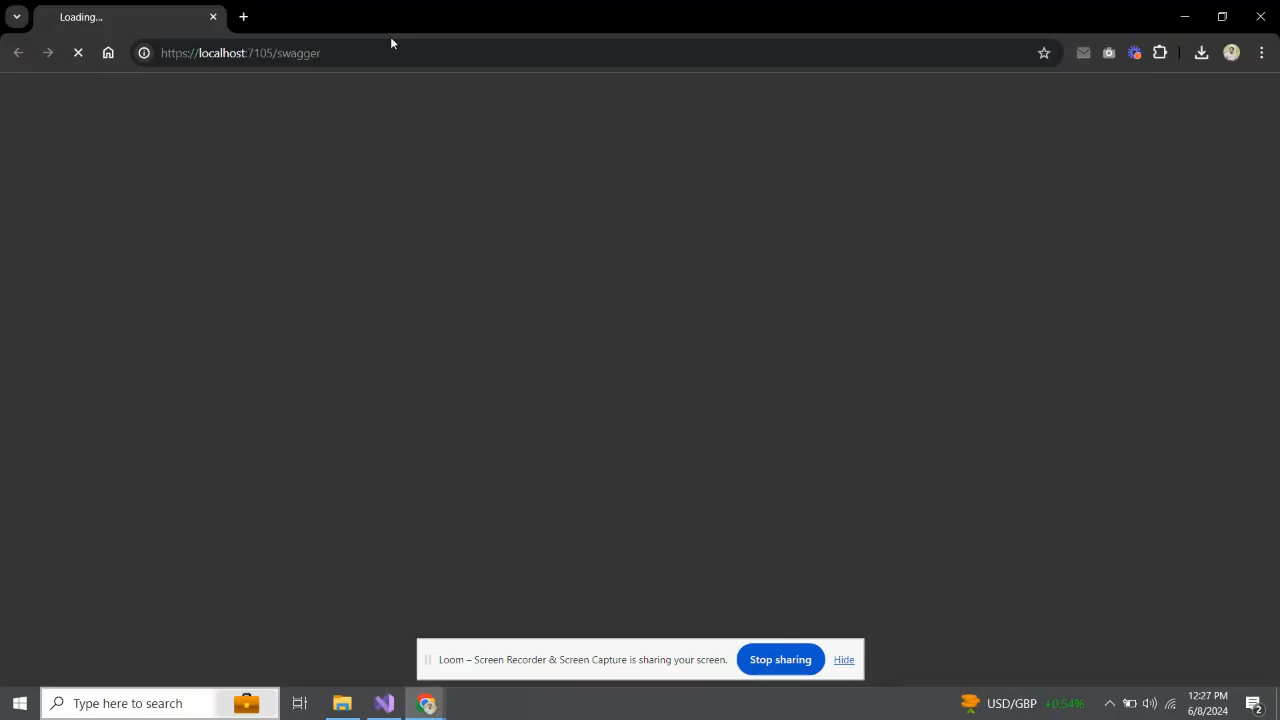 Loading...
https://localhost:7105/swagger
Loom – Screen Recorder & Screen Capture is sharing your screen.
Stop sharing
Hide
Type here to search
USD/GBP +0.54%
12:27 PM
6/8/2024
2